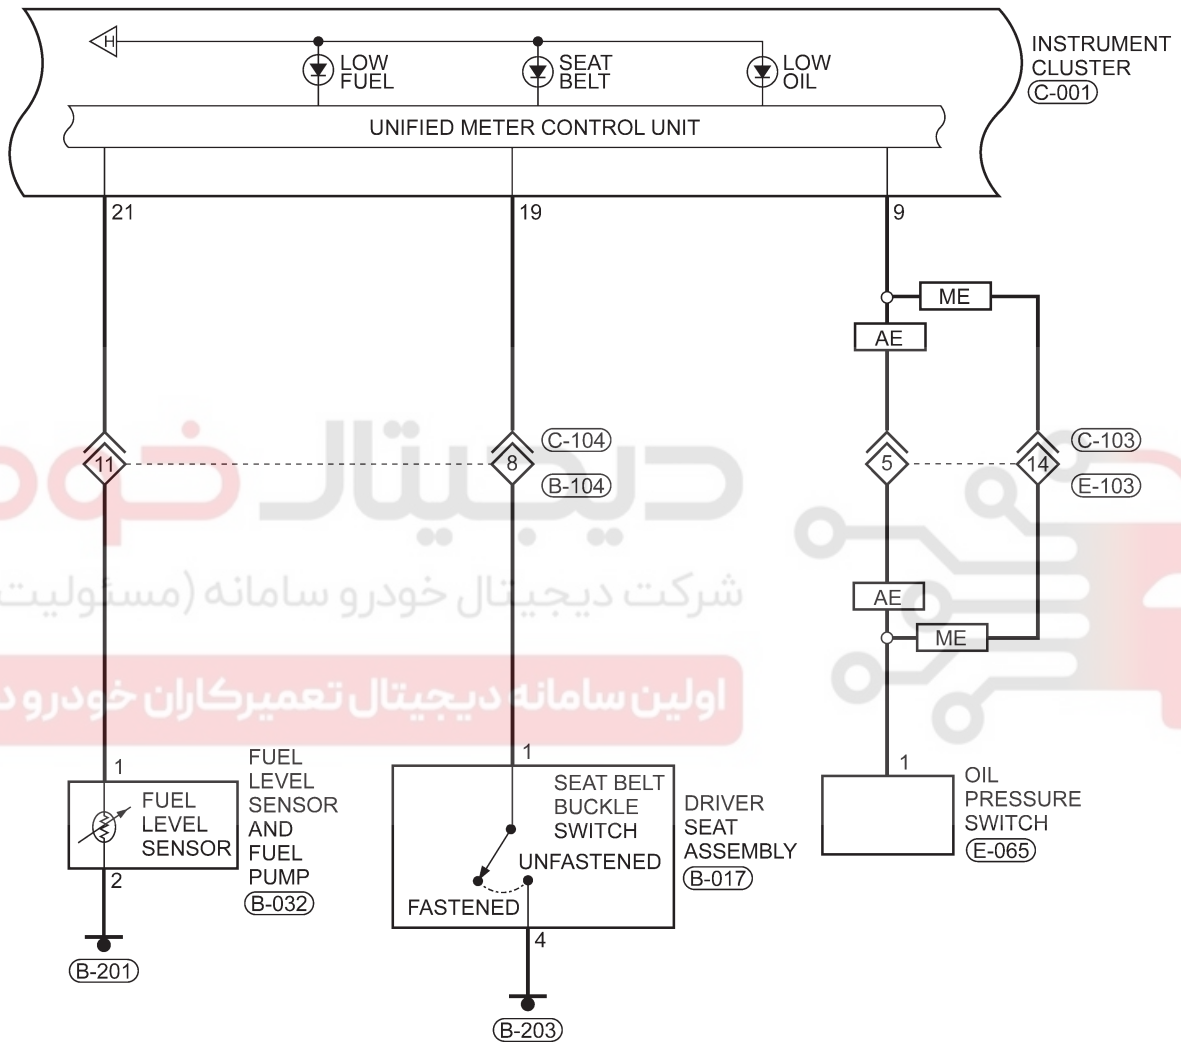 H
LOW
FUEL
SEAT
BELT
LOW
OIL
INSTRUMENT
CLUSTER
C-001
UNIFIED METER CONTROL UNIT
21
19
9
ME
AE
11
8
C-104
B-104
5
14
C-103
E-103
دیجیتال خودرو
شرکت دیجیتال خودرو سامانه (مسئولیت
AE
ME
اولین سامانه دیجیتال تعمیرکاران خودرو د
1
FUEL
LEVEL
SENSOR
2
FUEL
LEVEL
SENSOR
AND
FUEL
PUMP
B-032
B-201
1
SEAT BELT
BUCKLE
SWITCH
UNFASTENED
FASTENED
4
DRIVER
SEAT
ASSEMBLY
B-017
B-203
1
OIL
PRESSURE
SWITCH
E-065